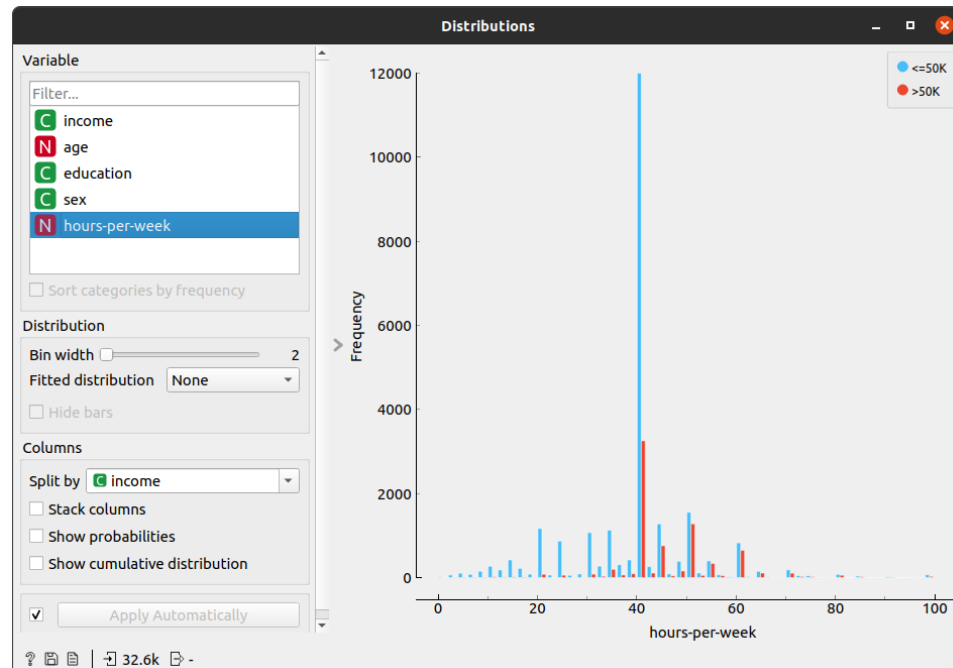 Distributions
Variable
Filter...
C income
N age
C education
C sex
N hours-per-week
Sort categories by frequency
Distribution
Bin width 2
Fitted distribution None
Hide bars
Columns
Split by C income
Stack columns
Show probabilities
Show cumulative distribution
Apply Automatically
? 32.6k -
>
<=50K
>50K
12000
10000
8000
6000
4000
2000
0
Frequency
0 20 40 60 80 100
hours-per-week